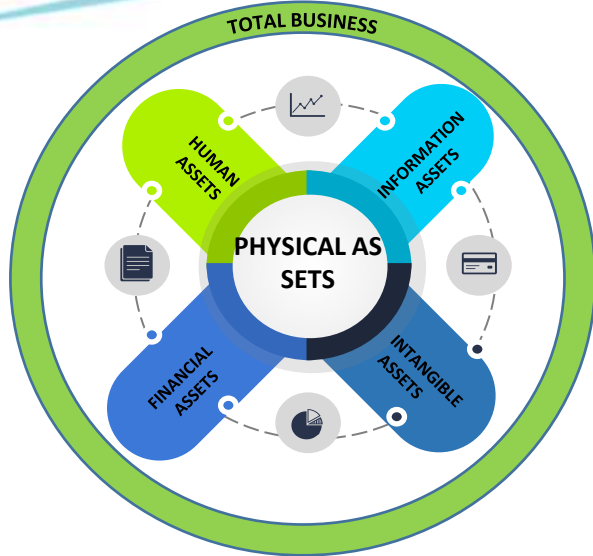 TOTAL BUSINESS
HUMAN
ASSETS
INFORMATION
ASSETS
PHYSICAL AS
SETS
FINANCIAL
ASSETS
INTANGIBLE
ASSETS